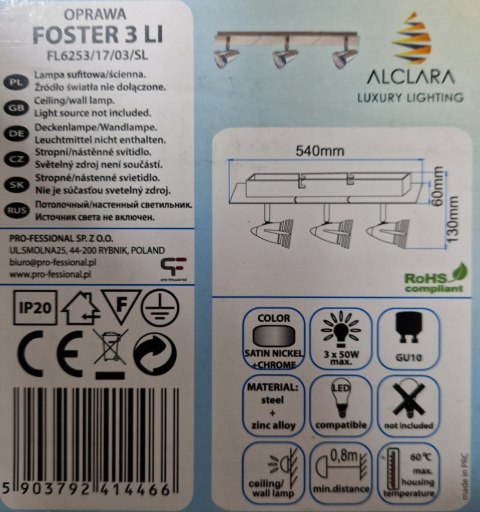 OPRAWA
FOSTER 3 LI
FL6253/17/03/SL
PL
Lampa sufitowa/ścienna.
Źródło światła nie dołączone.
GB
Ceiling/wall lamp.
Light source not included.
DE
Deckenlampe/Wandlampe.
Leuchtmittel nicht enthalten.
CZ
Stropní/nástěnné svítidlo.
Světelný zdroj není součástí.
SK
Stropné/nástenné svietidlo.
Nie je súčasťou svetelný zdroj.
RUS
Потолочный/настенный светильник.
Источник света не включен.
PRO-FESSIONAL SP. Z O.O.
UL.SMOLNA25, 44-200 RYBNIK, POLAND
biuro@pro-fessional.pl
www.pro-fessional.pl
IP20
F
CE
5 903792 414466
ALCLARA
LUXURY LIGHTING
540mm
60mm
130mm
RoHS
compliant
COLOR
SATIN NICKEL
+CHROME
3 x 50W
max.
GU10
MATERIAL:
steel
+
zinc alloy
LED
compatible
not included
ceiling/
wall lamp
0,8m
min.distance
60°C
max.
housing
temperature
made in PRC